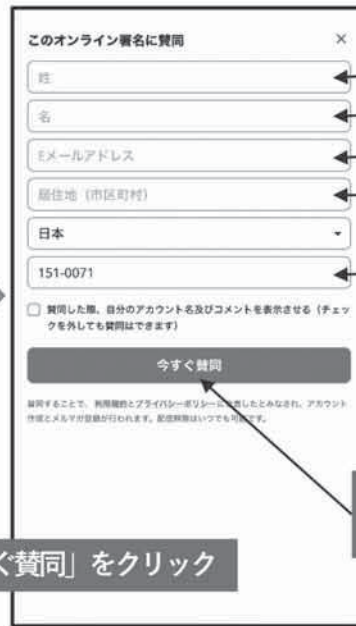 このオンライン署名に賛同 ×
姓
名
Eメールアドレス
居住地（市区町村）
日本
151-0071
賛同した際、自分のアカウント名及びコメントを表示させる（チェッ
クを外しても賛同はできます）
今すぐ賛同
賛同することで、利用規約とプライバシーポリシーに同意したとみなされ、アカウント
作成とメルマガ登録が行われます。配信解除はいつでも可能です。
ぐ賛同」をクリック